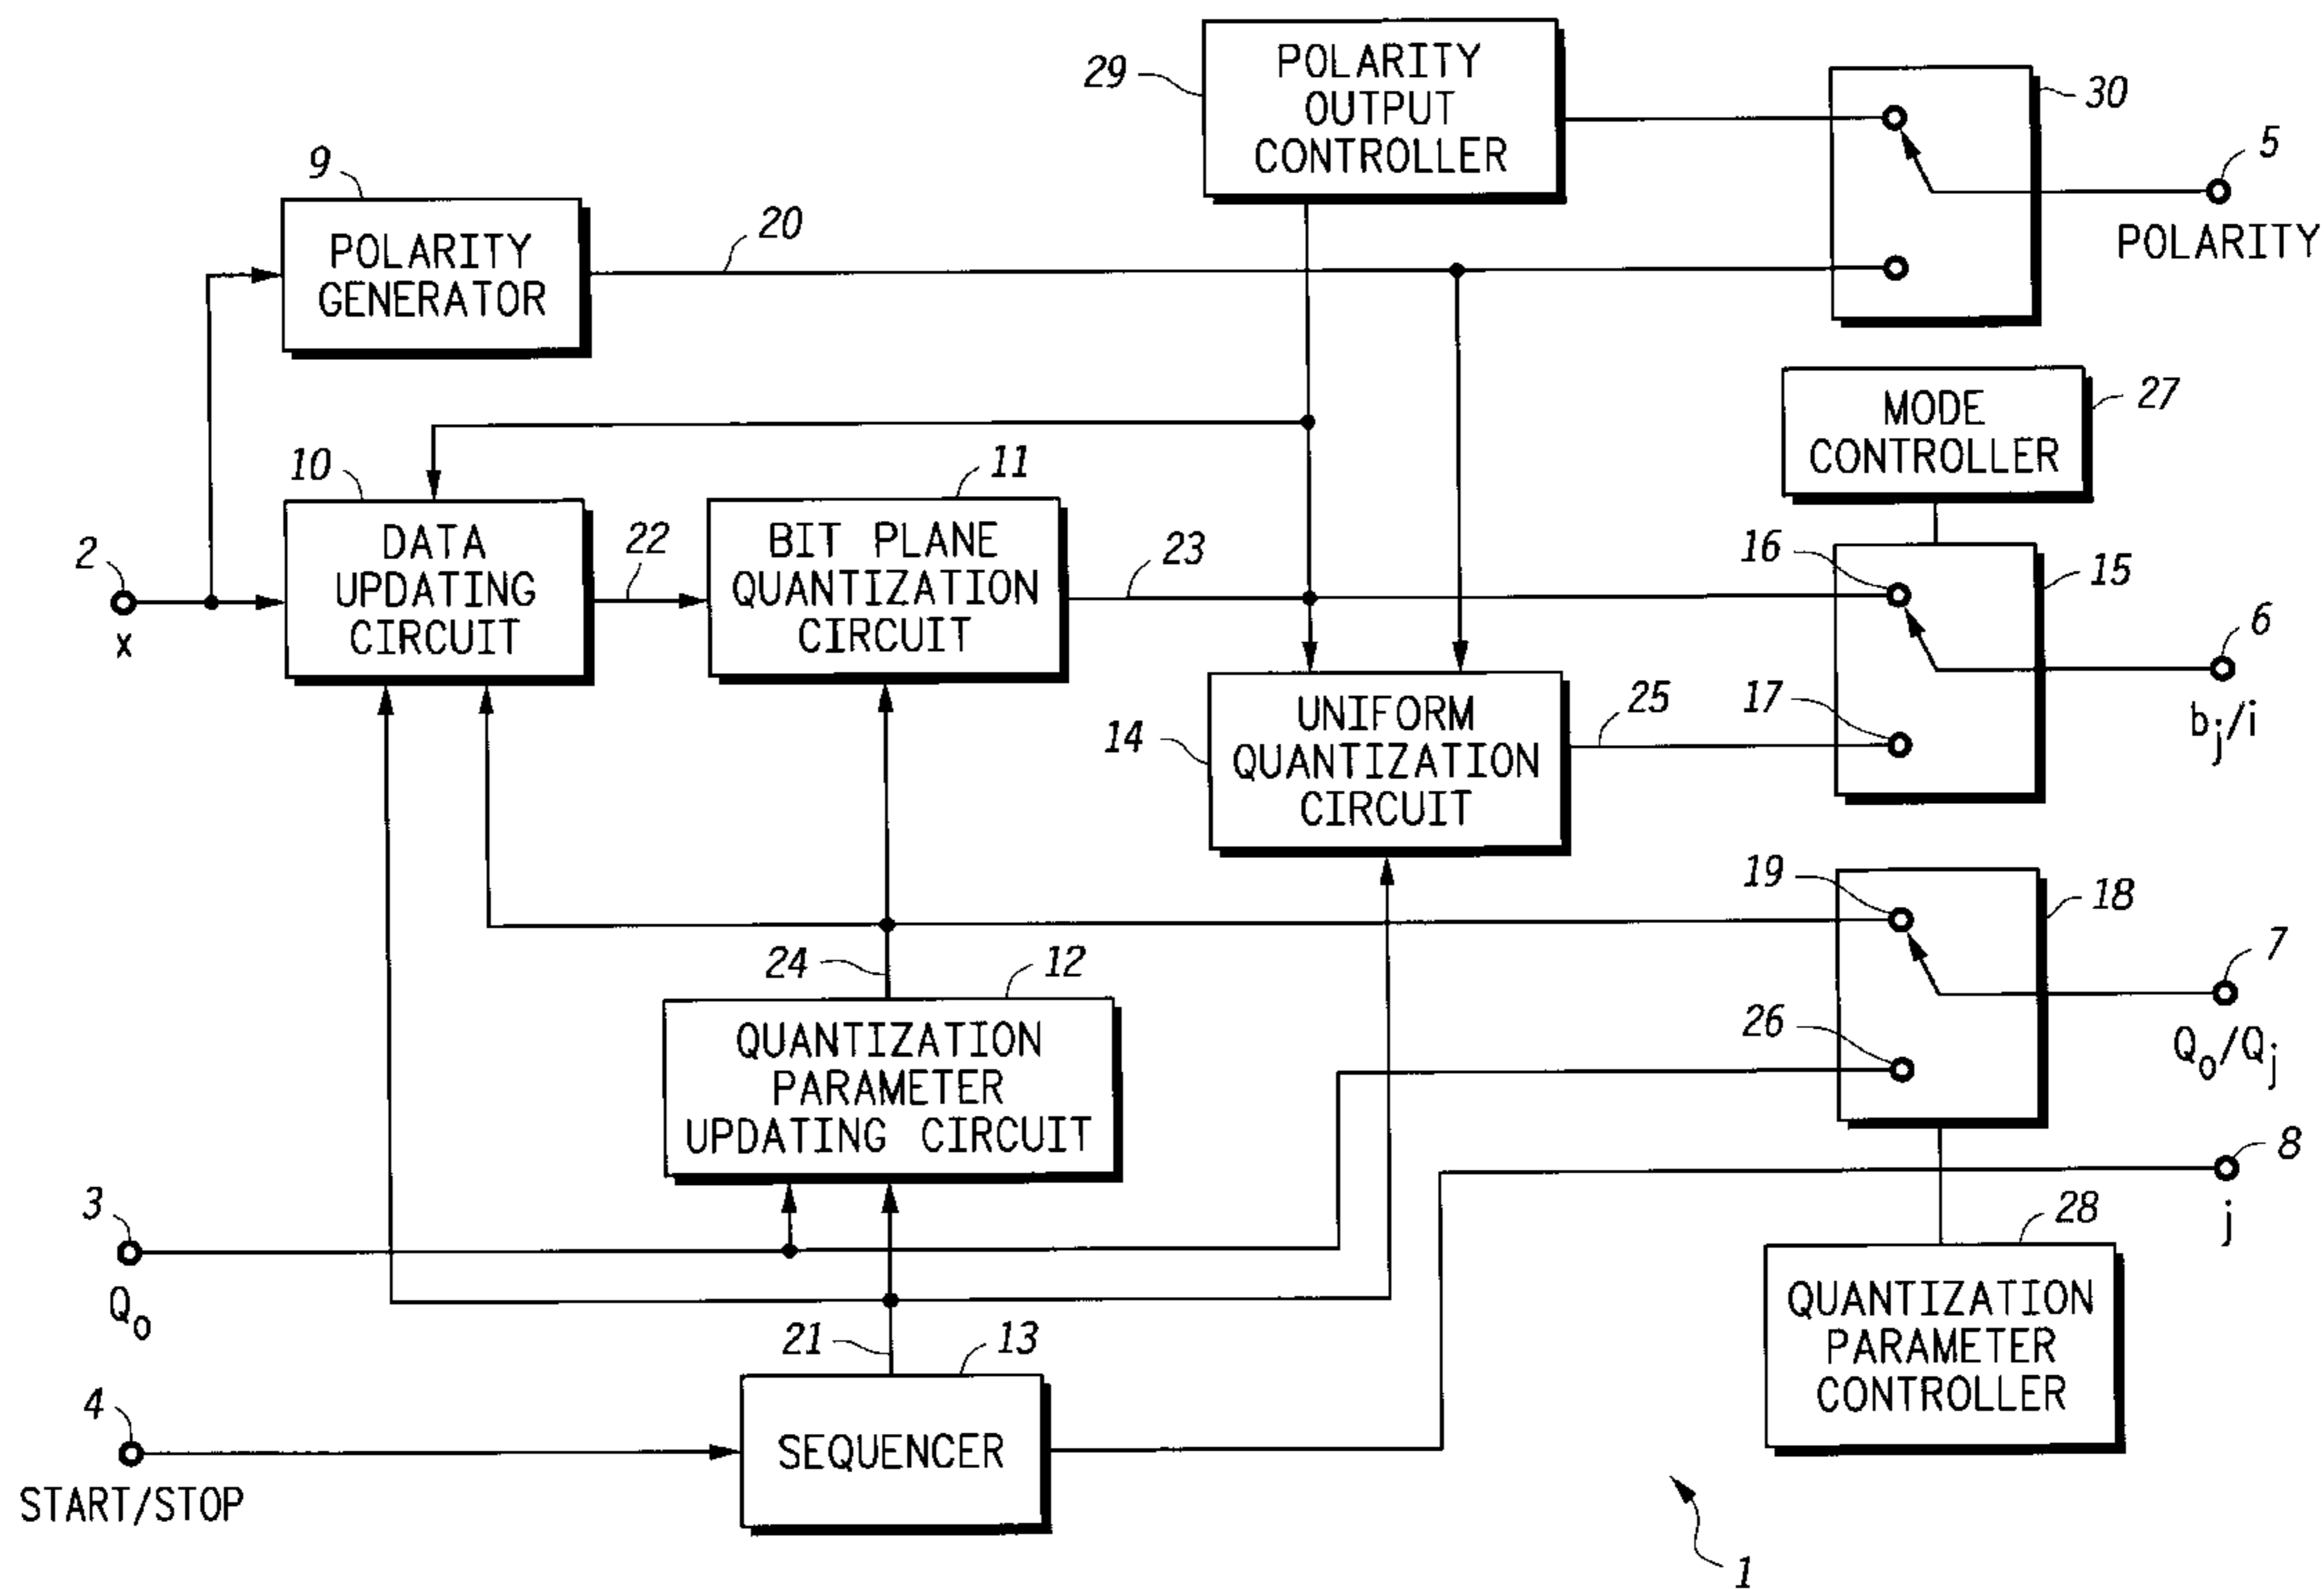 29
POLARITY
OUTPUT
CONTROLLER
30
5
POLARITY
9
POLARITY
GENERATOR
20
MODE
CONTROLLER
27
10
DATA
UPDATING
CIRCUIT
22
11
BIT PLANE
QUANTIZATION
CIRCUIT
23
2
x
16
15
6
bj/i
17
14
UNIFORM
QUANTIZATION
CIRCUIT
25
19
18
7
Qo/Qj
26
24
12
QUANTIZATION
PARAMETER
UPDATING CIRCUIT
8
j
3
Qo
28
QUANTIZATION
PARAMETER
CONTROLLER
21
13
SEQUENCER
4
START/STOP
1